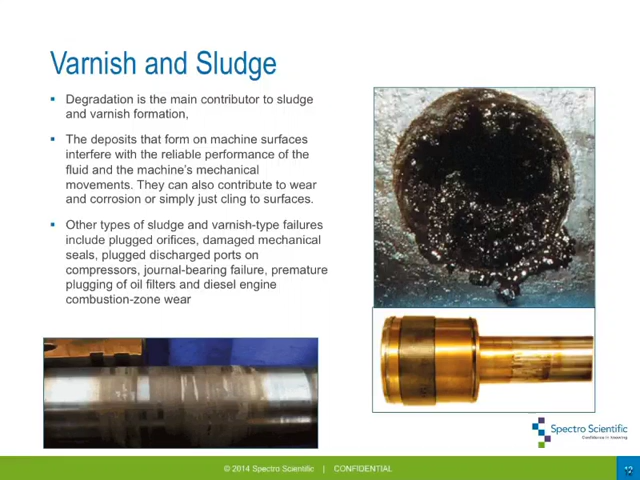 Varnish and Sludge
▪ Degradation is the main contributor to sludge
and varnish formation,
▪ The deposits that form on machine surfaces
interfere with the reliable performance of the
fluid and the machine's mechanical
movements. They can also contribute to wear
and corrosion or simply just cling to surfaces.
▪ Other types of sludge and varnish-type failures
include plugged orifices, damaged mechanical
seals, plugged discharged ports on
compressors, journal-bearing failure, premature
plugging of oil filters and diesel engine
combustion-zone wear
Spectro Scientific
Confidence in knowing
© 2014 Spectro Scientific | CONFIDENTIAL
12